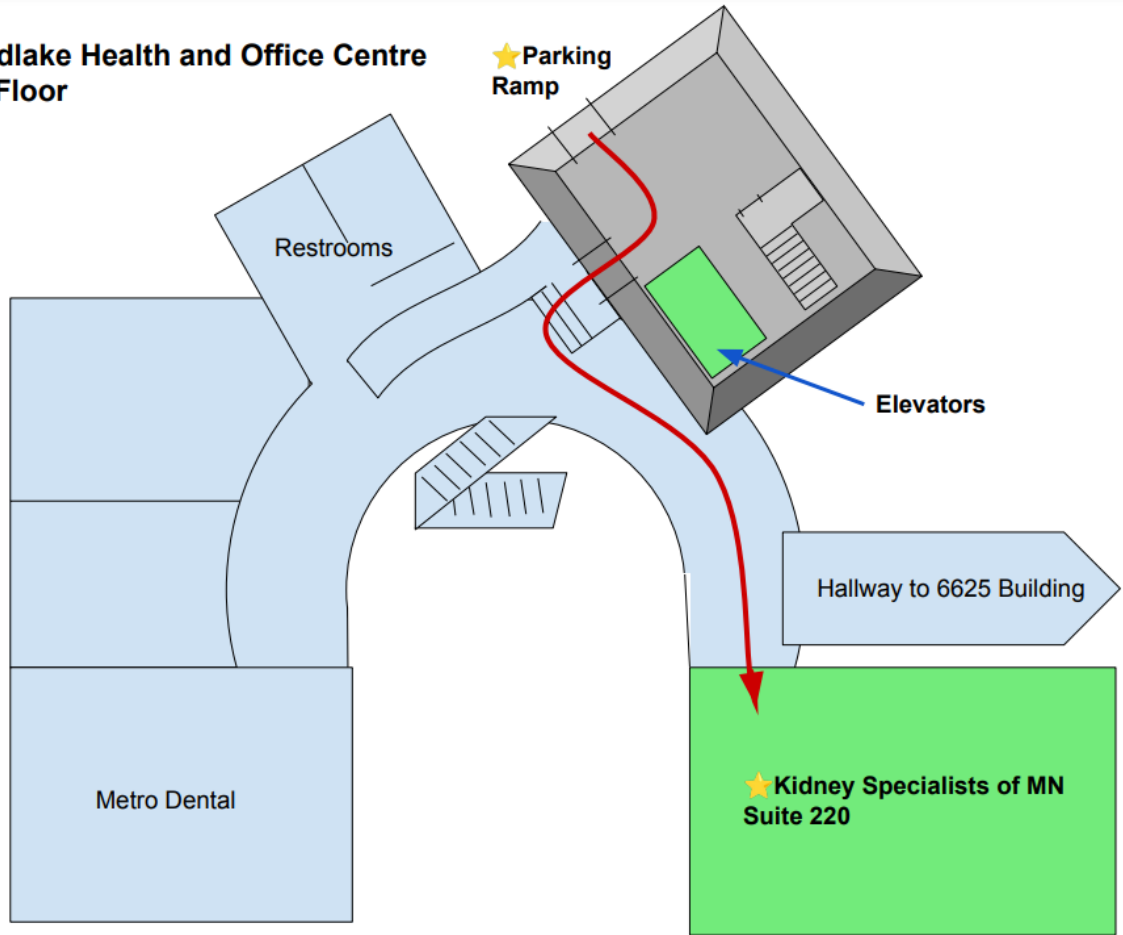 dlake Health and Office Centre
Floor
⭐Parking
Ramp
Restrooms
Elevators
Hallway to 6625 Building
Metro Dental
⭐Kidney Specialists of MN
Suite 220